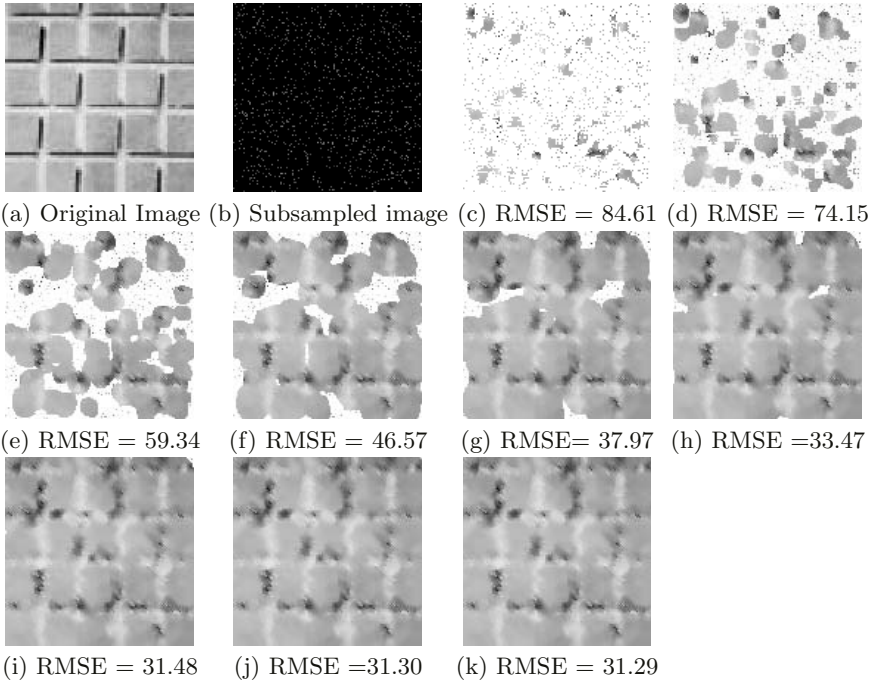 (a) Original Image (b) Subsampled image (c) RMSE = 84.61 (d) RMSE = 74.15
(e) RMSE = 59.34 (f) RMSE = 46.57 (g) RMSE= 37.97 (h) RMSE =33.47
(i) RMSE = 31.48 (j) RMSE =31.30 (k) RMSE = 31.29